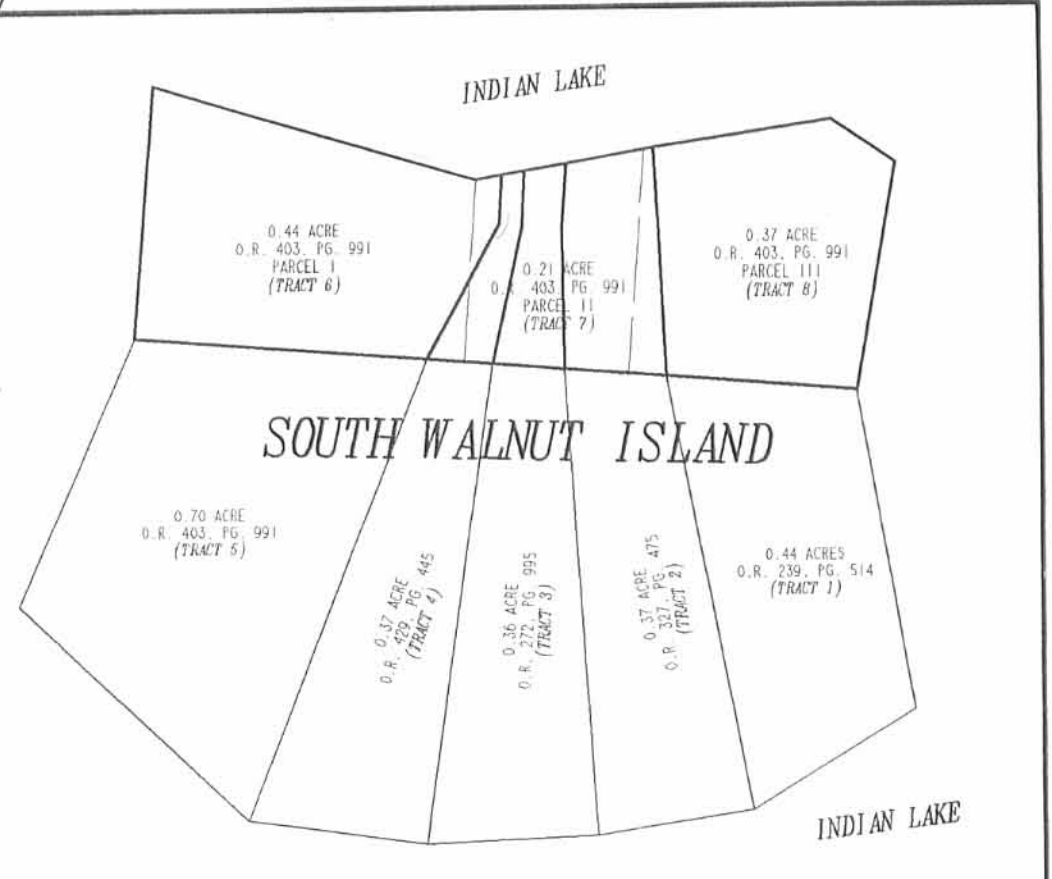 INDIAN LAKE
0.44 ACRE
O.R. 403, PG. 991
PARCEL I
(TRACT 6)
0.21 ACRE
O.R. 403, PG. 991
PARCEL II
(TRACT 7)
0.37 ACRE
O.R. 403, PG. 991
PARCEL III
(TRACT 8)
SOUTH WALNUT ISLAND
0.70 ACRE
O.R. 403, PG. 991
(TRACT 5)
0.37 ACRE
O.R. 429, PG. 445
(TRACT 4)
0.36 ACRE
O.R. 272, PG 995
(TRACT 3)
0.37 ACRE
O.R. 327, PG 475
(TRACT 2)
0.44 ACRES
O.R. 239, PG. 514
(TRACT 1)
INDIAN LAKE